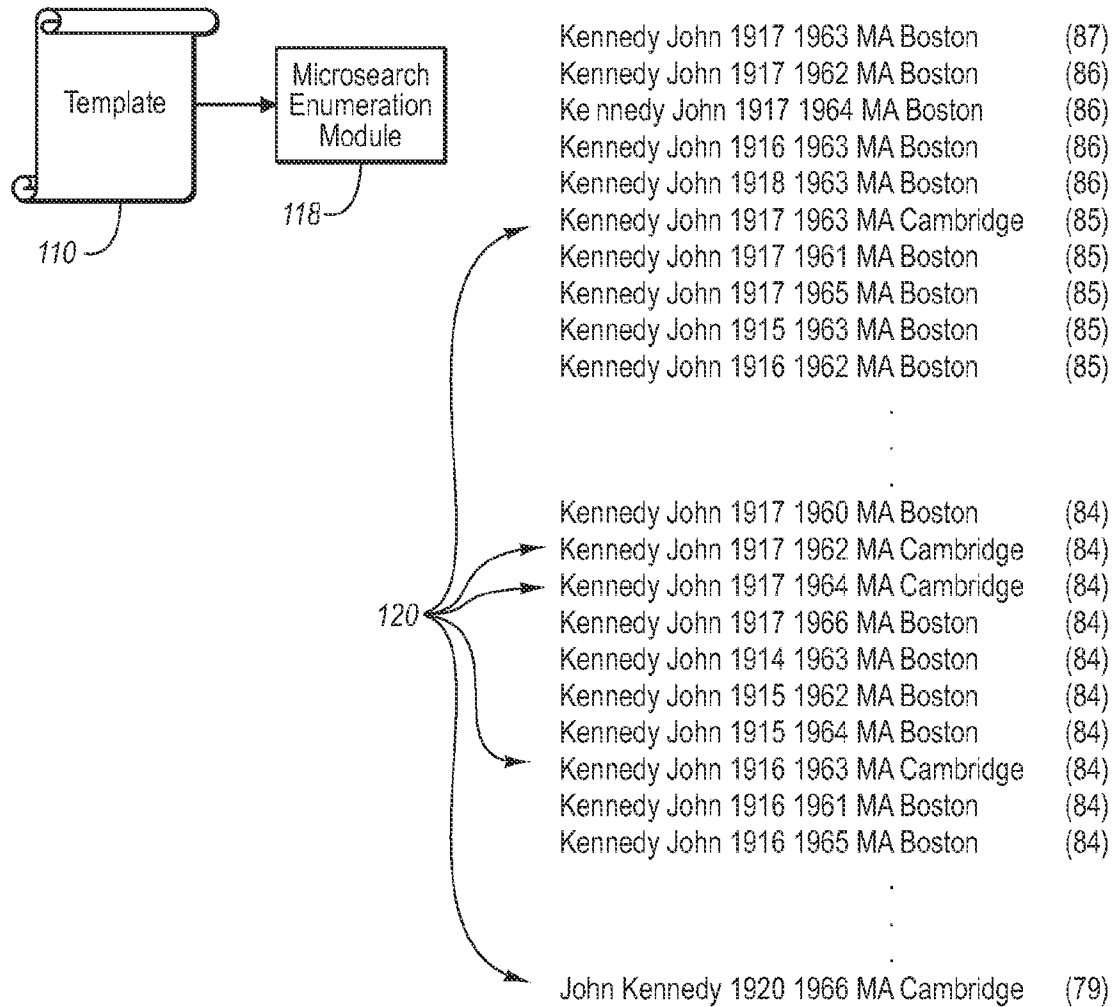 Template
110
Microsearch
Enumeration
Module
118
Kennedy John 1917 1963 MA Boston (87)
Kennedy John 1917 1962 MA Boston (86)
Ke nnedy John 1917 1964 MA Boston (86)
Kennedy John 1916 1963 MA Boston (86)
Kennedy John 1918 1963 MA Boston (86)
Kennedy John 1917 1963 MA Cambridge (85)
Kennedy John 1917 1961 MA Boston (85)
Kennedy John 1917 1965 MA Boston (85)
Kennedy John 1915 1963 MA Boston (85)
Kennedy John 1916 1962 MA Boston (85)
.
.
.
Kennedy John 1917 1960 MA Boston (84)
Kennedy John 1917 1962 MA Cambridge (84)
Kennedy John 1917 1964 MA Cambridge (84)
120
Kennedy John 1917 1966 MA Boston (84)
Kennedy John 1914 1963 MA Boston (84)
Kennedy John 1915 1962 MA Boston (84)
Kennedy John 1915 1964 MA Boston (84)
Kennedy John 1916 1963 MA Cambridge (84)
Kennedy John 1916 1961 MA Boston (84)
Kennedy John 1916 1965 MA Boston (84)
.
.
.
John Kennedy 1920 1966 MA Cambridge (79)